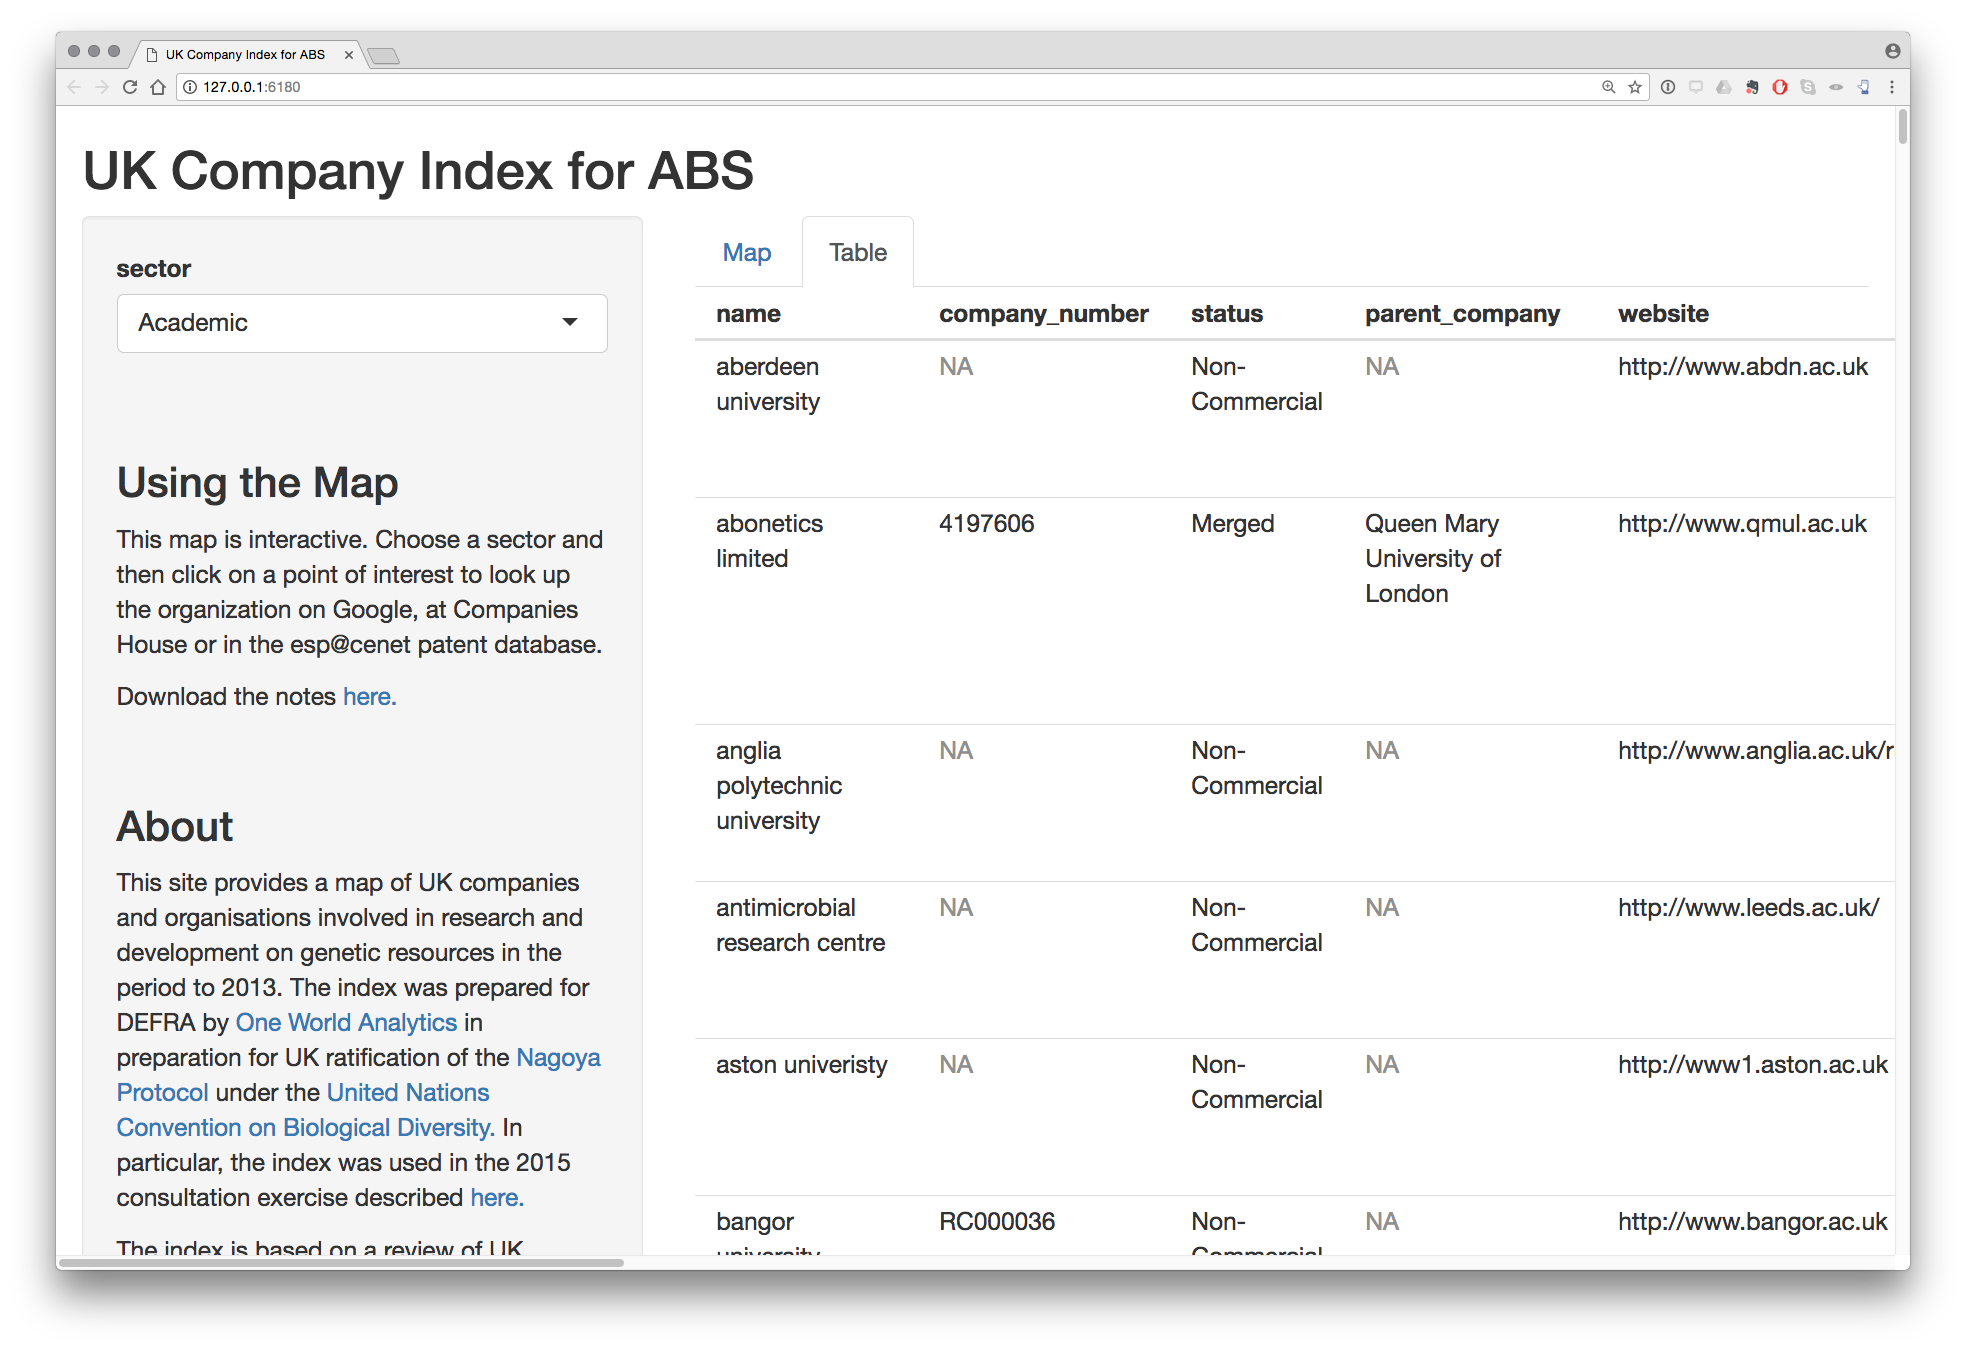 UK Company Index for ABS
127.0.0.1:6180
UK Company Index for ABS
sector
Academic
Using the Map
This map is interactive. Choose a sector and
then click on a point of interest to look up
the organization on Google, at Companies
House or in the esp@cenet patent database.
Download the notes here.
About
This site provides a map of UK companies
and organisations involved in research and
development on genetic resources in the
period to 2013. The index was prepared for
DEFRA by One World Analytics in
preparation for UK ratification of the Nagoya
Protocol under the United Nations
Convention on Biological Diversity. In
particular, the index was used in the 2015
consultation exercise described here.
The index is based on a review of UK
Map Table
name company_number status parent_company website
aberdeen NA Non- NA http://www.abdn.ac.uk
university Commercial
abonetics 4197606 Merged Queen Mary http://www.qmul.ac.uk
limited University of
London
anglia NA Non- NA http://www.anglia.ac.uk/r
polytechnic Commercial
university
antimicrobial NA Non- NA http://www.leeds.ac.uk/
research centre Commercial
aston univeristy NA Non- NA http://www1.aston.ac.uk
Commercial
bangor RC000036 Non- NA http://www.bangor.ac.uk
university Commercial